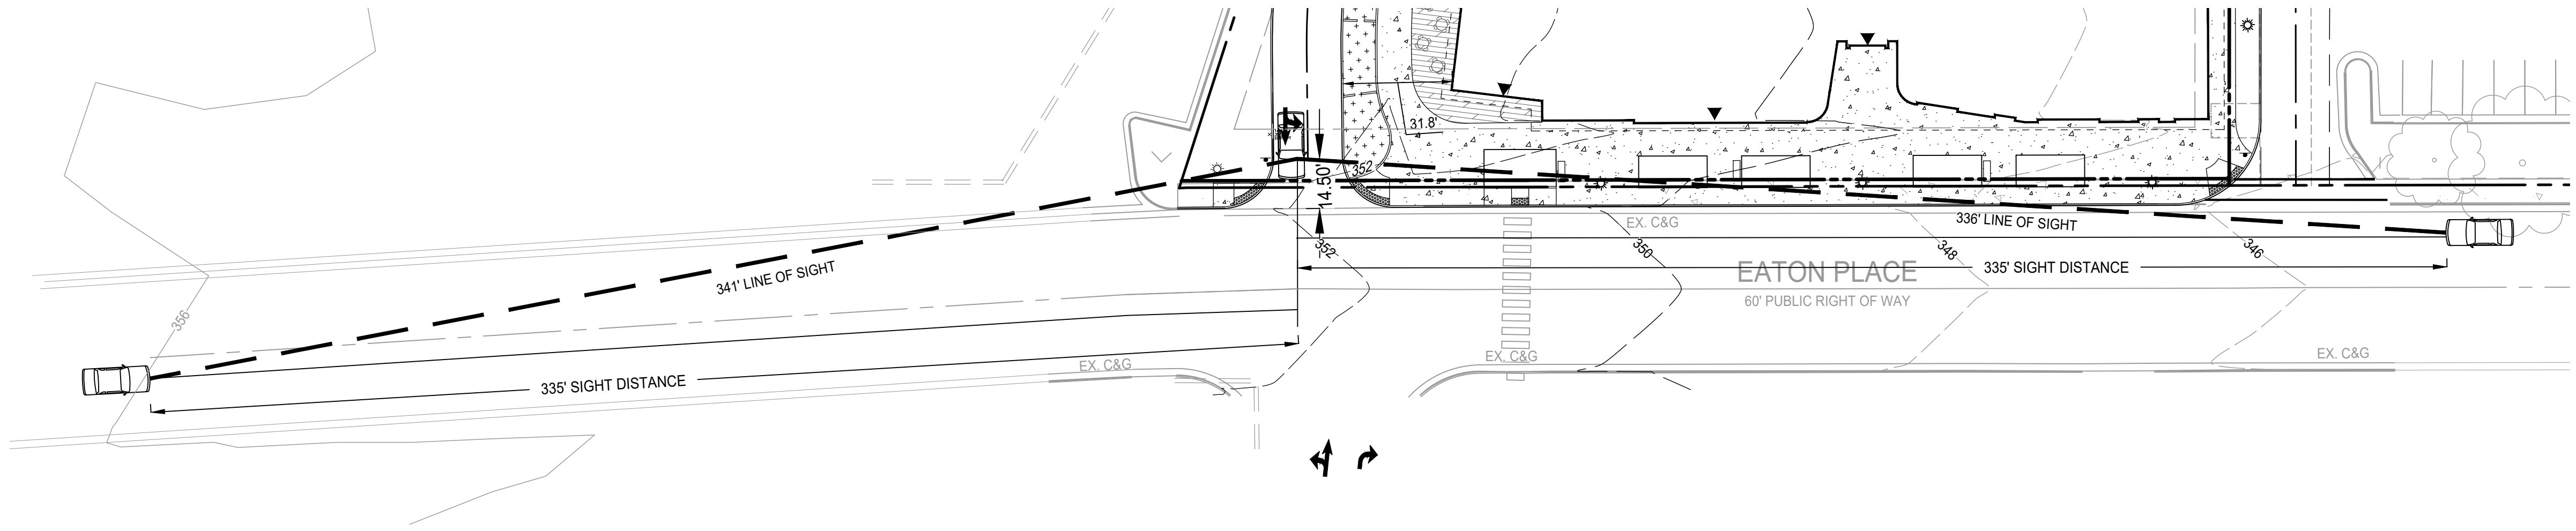 31.8'
352
14.50'
EX. C&G
336' LINE OF SIGHT
352
350
348
346
341' LINE OF SIGHT
EATON PLACE
335' SIGHT DISTANCE
60' PUBLIC RIGHT OF WAY
356
EX. C&G
EX. C&G
EX. C&G
335' SIGHT DISTANCE